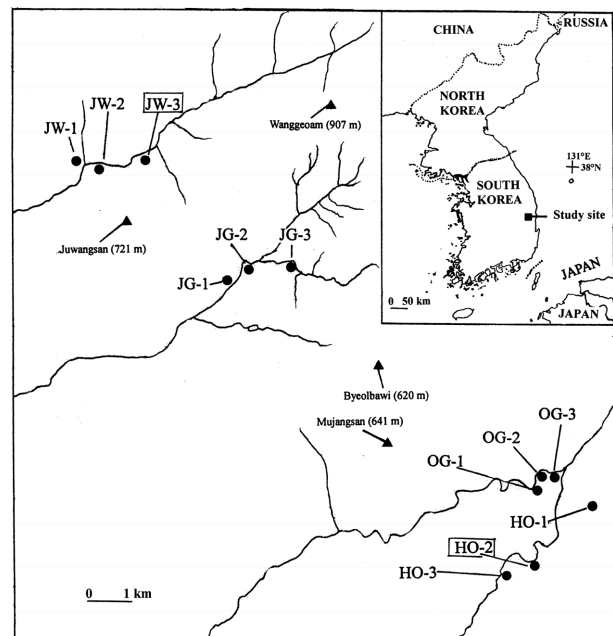 CHINA
RUSSIA
NORTH
KOREA
131°E
38°N
SOUTH
KOREA
Study site
JAPAN
0 50 km
JAPAN
JW-1
JW-2
JW-3
Wanggeoam (907 m)
Juwangsan (721 m)
JG-1
JG-2
JG-3
Byeolbawi (620 m)
Mujangsan (641 m)
OG-1
OG-2
OG-3
HO-1
HO-2
HO-3
0 1 km